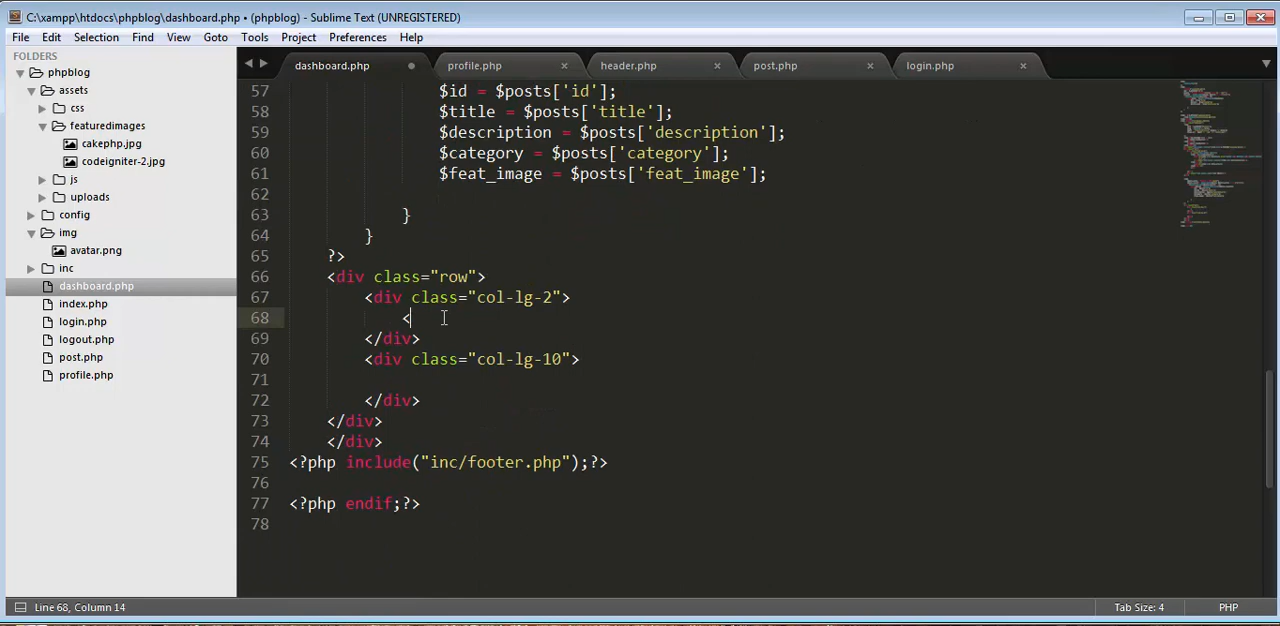 C:\xampp\htdocs\phpblog\dashboard.php • (phpblog) - Sublime Text (UNREGISTERED)
File Edit Selection Find View Goto Tools Project Preferences Help
FOLDERS
phpblog
assets
css
featuredimages
cakephp.jpg
codeigniter-2.jpg
js
uploads
config
img
avatar.png
inc
dashboard.php
index.php
login.php
logout.php
post.php
profile.php
dashboard.php profile.php header.php post.php login.php
57 $id = $posts['id'];
58 $title = $posts['title'];
59 $description = $posts['description'];
60 $category = $posts['category'];
61 $feat_image = $posts['feat_image'];
62
63 }
64 }
65 ?>
66 <div class="row">
67 <div class="col-lg-2">
68 <
69 </div>
70 <div class="col-lg-10">
71
72 </div>
73 </div>
74 </div>
75 <?php include("inc/footer.php");?>
76
77 <?php endif;?>
78
Line 68, Column 14 Tab Size: 4 PHP